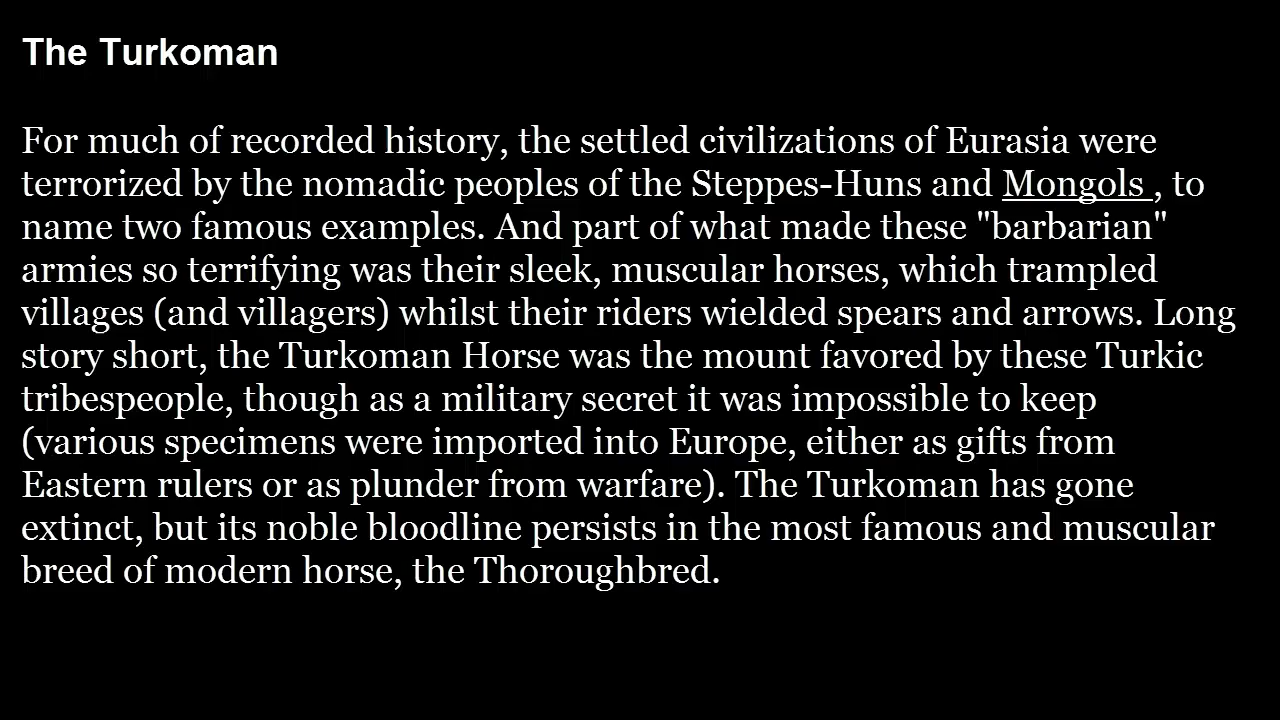 The Turkoman
For much of recorded history, the settled civilizations of Eurasia were
terrorized by the nomadic peoples of the Steppes-Huns and Mongols , to
name two famous examples. And part of what made these "barbarian"
armies so terrifying was their sleek, muscular horses, which trampled
villages (and villagers) whilst their riders wielded spears and arrows. Long
story short, the Turkoman Horse was the mount favored by these Turkic
tribespeople, though as a military secret it was impossible to keep
(various specimens were imported into Europe, either as gifts from
Eastern rulers or as plunder from warfare). The Turkoman has gone
extinct, but its noble bloodline persists in the most famous and muscular
breed of modern horse, the Thoroughbred.